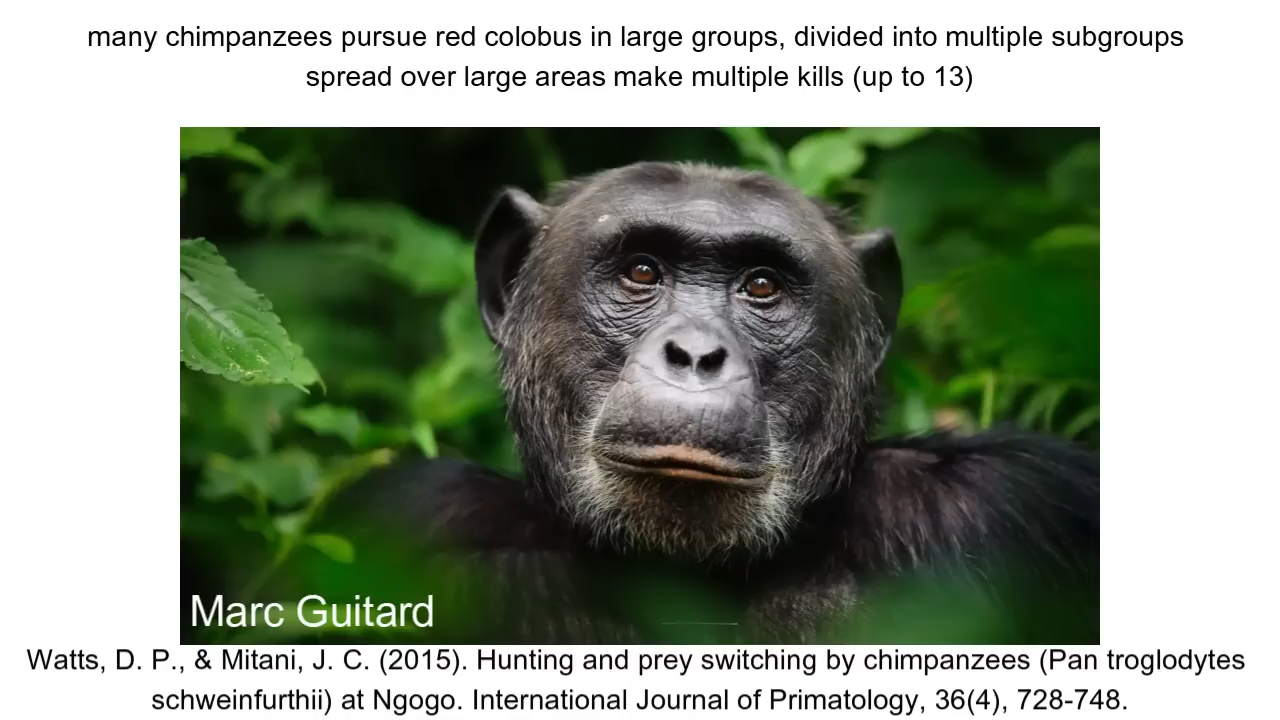 many chimpanzees pursue red colobus in large groups, divided into multiple subgroups
spread over large areas make multiple kills (up to 13)
Marc Guitard
Watts, D. P., & Mitani, J. C. (2015). Hunting and prey switching by chimpanzees (Pan troglodytes
schweinfurthii) at Ngogo. International Journal of Primatology, 36(4), 728-748.